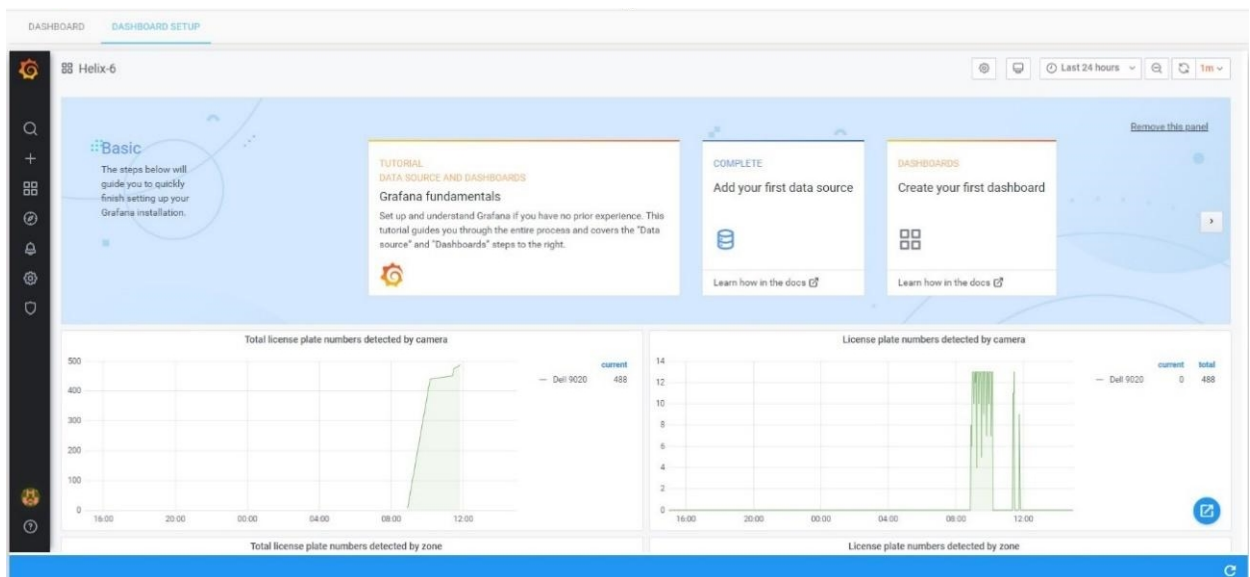 DASHBOARD
DASHBOARD SETUP
Helix-6
Last 24 hours
1m
Remove this panel
Basic
The steps below will
guide you to quickly
finish setting up your
Grafana installation.
TUTORIAL
DATA SOURCE AND DASHBOARDS
Grafana fundamentals
Set up and understand Grafana if you have no prior experience. This
tutorial guides you through the entire process and covers the "Data
source" and "Dashboards" steps to the right.
COMPLETE
Add your first data source
Learn how in the docs
DASHBOARDS
Create your first dashboard
Learn how in the docs
Total license plate numbers detected by camera
500
400
300
200
100
0
16:00 20:00 00:00 04:00 08:00 12:00
current
Dell 9020 488
License plate numbers detected by camera
14
12
10
8
6
4
2
0
16:00 20:00 00:00 04:00 08:00 12:00
current total
Dell 9020 0 488
Total license plate numbers detected by zone
License plate numbers detected by zone